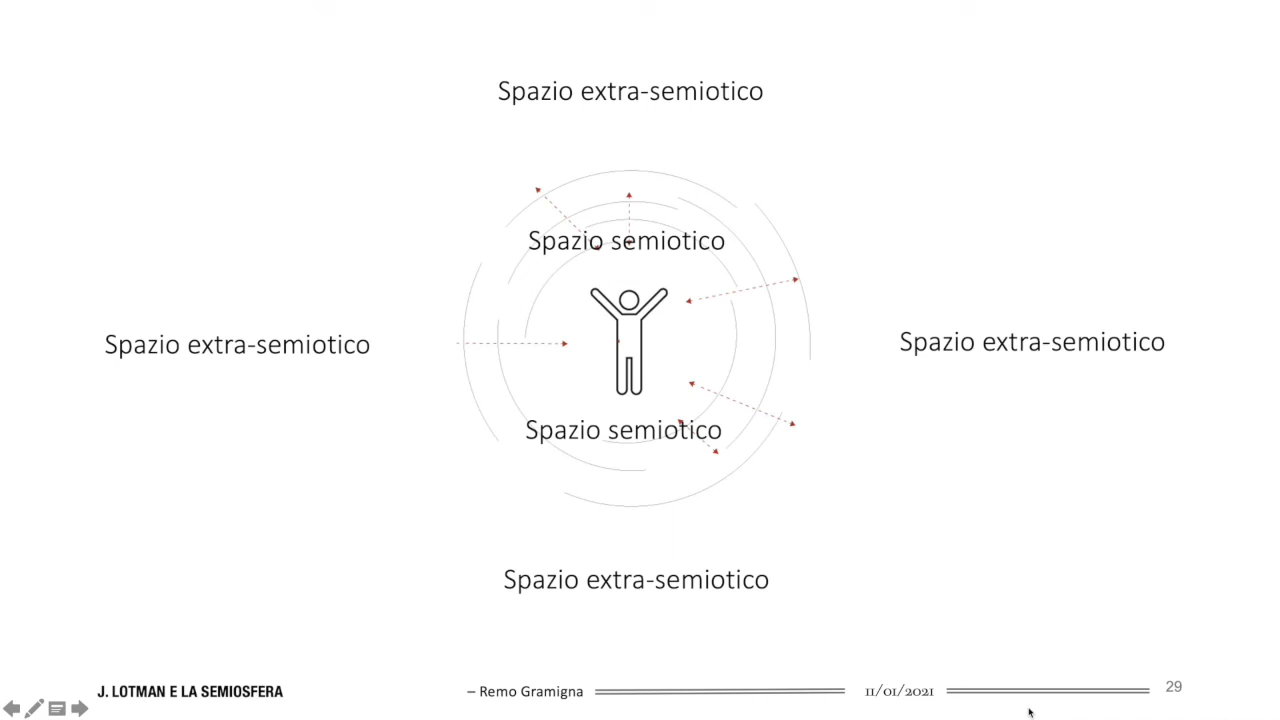 Spazio extra-semiotico
Spazio semiotico
Spazio extra-semiotico
Spazio extra-semiotico
Spazio semiotico
Spazio extra-semiotico
J. LOTMAN E LA SEMIOSFERA
– Remo Gramigna
11/01/2021
29